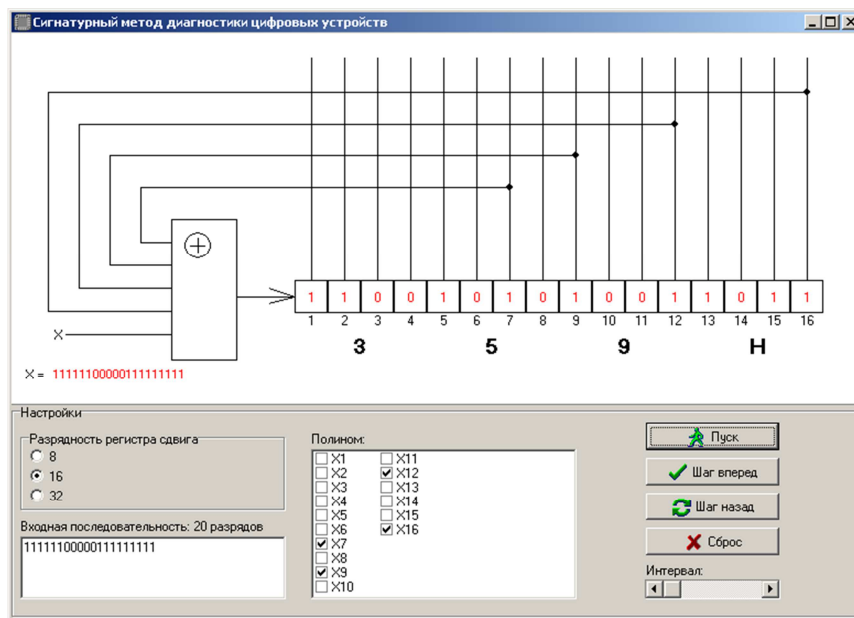 Сигнатурный метод диагностики цифровых устройств
1 1 0 0 1 0 1 0 1 0 0 1 1 0 1 1
1 2 3 4 5 6 7 8 9 10 11 12 13 14 15 16
X
3 5 9 H
X = 11111100000111111111
Настройки
Разрядность регистра сдвига
8
16
32
Входная последовательность: 20 разрядов
11111100000111111111
Полином:
X1 X11
X2 X12
X3 X13
X4 X14
X5 X15
X6 X16
X7
X8
X9
X10
Пуск
Шаг вперед
Шаг назад
Сброс
Интервал: